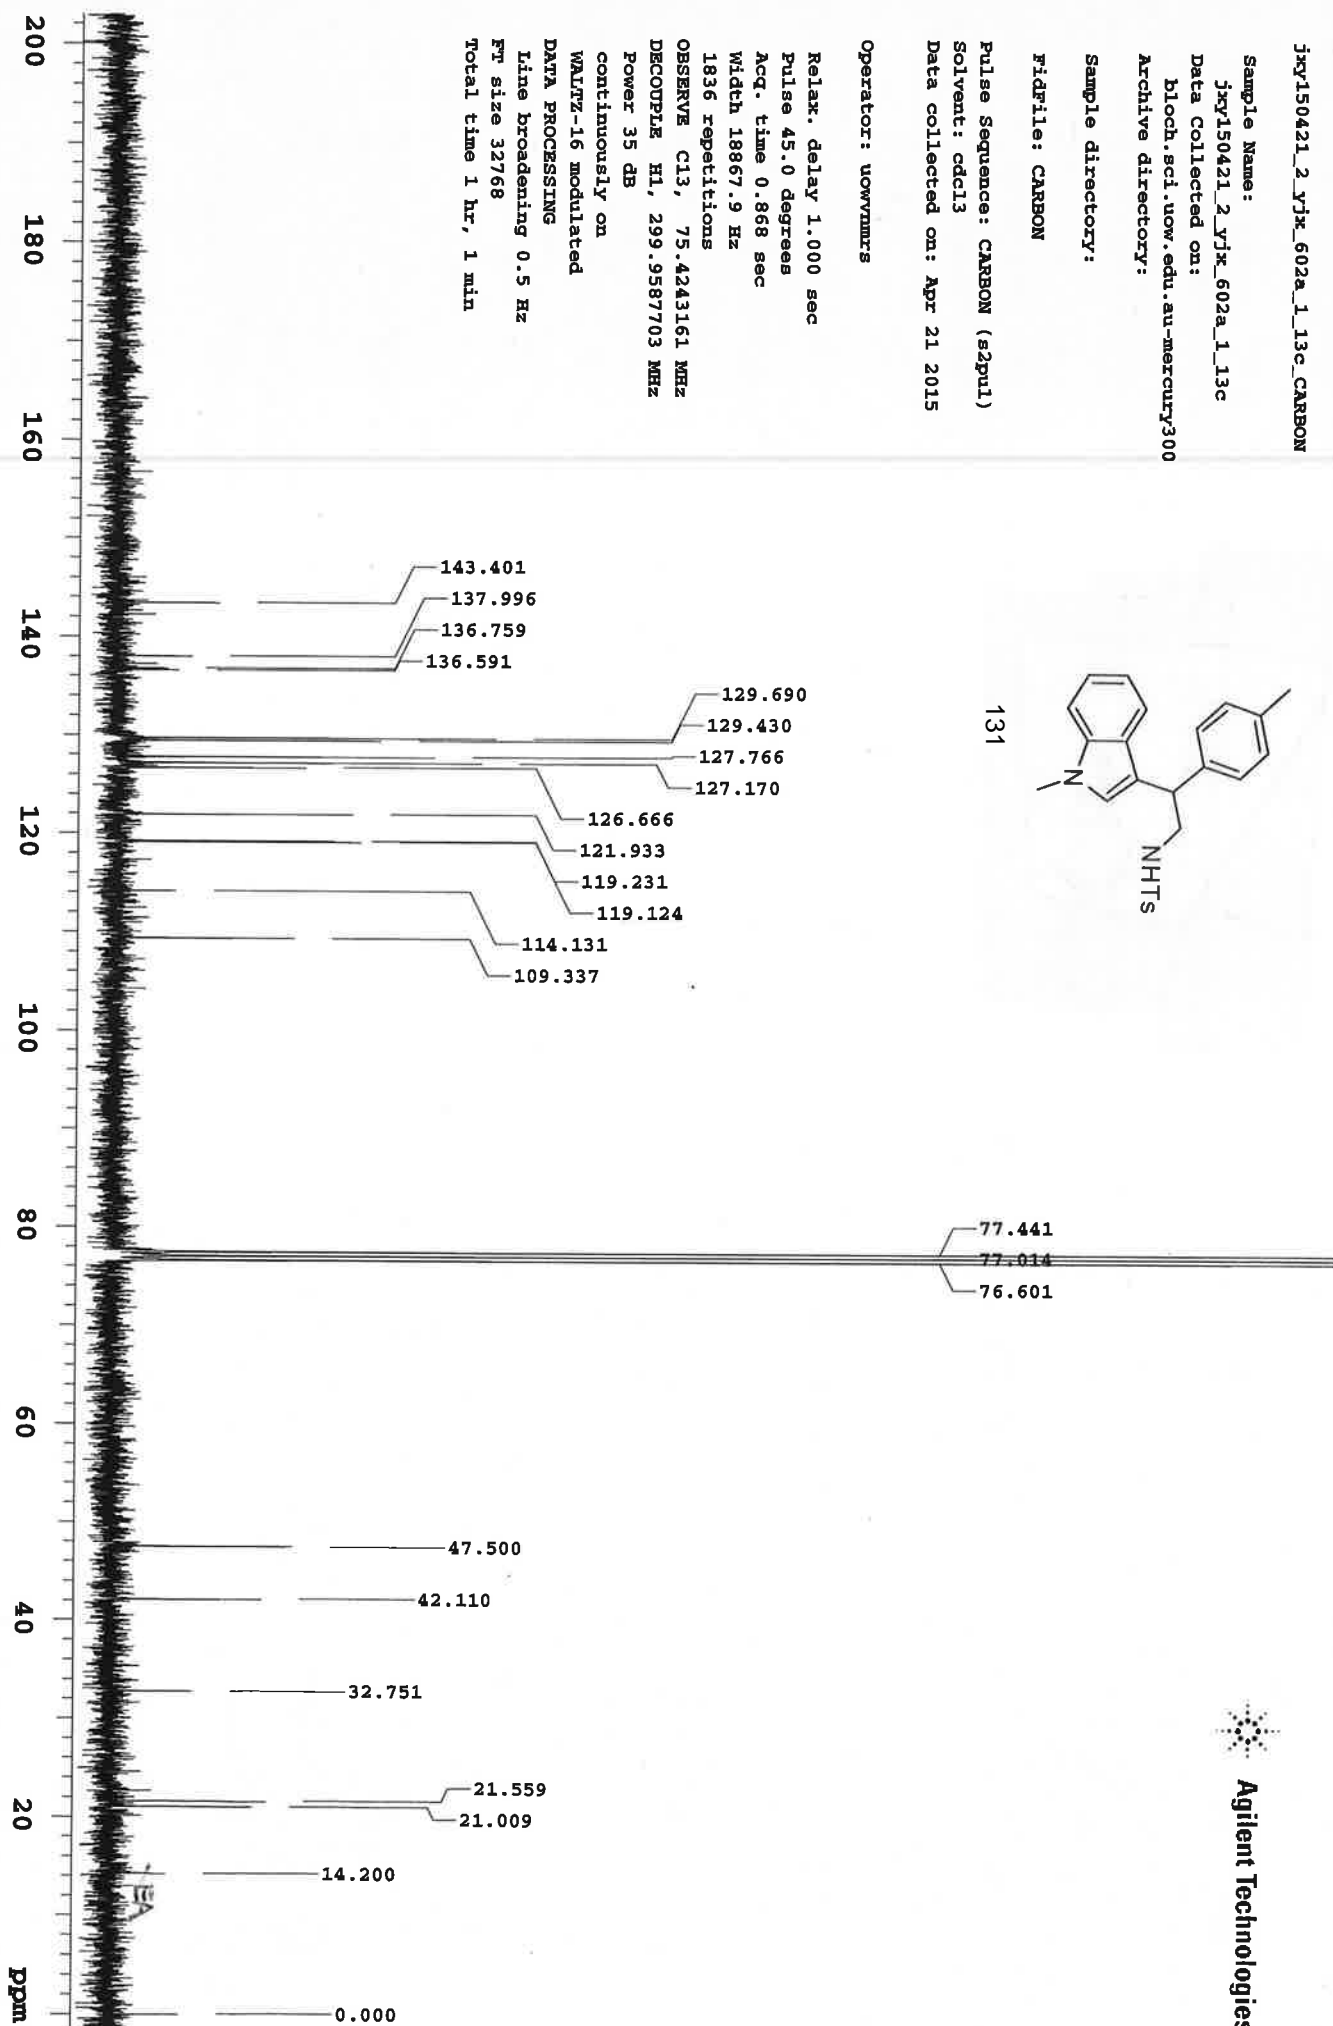 jxy150421_2_yjx_602a_1_13c_CARBON
Sample Name:
jxy150421_2_yjx_602a_1_13c
Data Collected on:
bloch.sci.uow.edu.au-mercury300
Archive directory:
Sample directory:
FidFile: CARBON
Pulse Sequence: CARBON (s2pul)
Solvent: cdcl3
Data collected on: Apr 21 2015
Operator: uowvnmrs
Relax. delay 1.000 sec
Pulse 45.0 degrees
Acq. time 0.868 sec
Width 18867.9 Hz
1836 repetitions
OBSERVE C13, 75.4243161 MHz
DECOUPLE H1, 299.9587703 MHz
Power 35 dB
continuously on
WALTZ-16 modulated
DATA PROCESSING
Line broadening 0.5 Hz
FT size 32768
Total time 1 hr, 1 min
Agilent Technologies
N
NHTs
131
143.401
137.996
136.759
136.591
129.690
129.430
127.766
127.170
126.666
121.933
119.231
119.124
114.131
109.337
77.441
77.014
76.601
47.500
42.110
32.751
21.559
21.009
14.200
0.000
EA
200 180 160 140 120 100 80 60 40 20 ppm